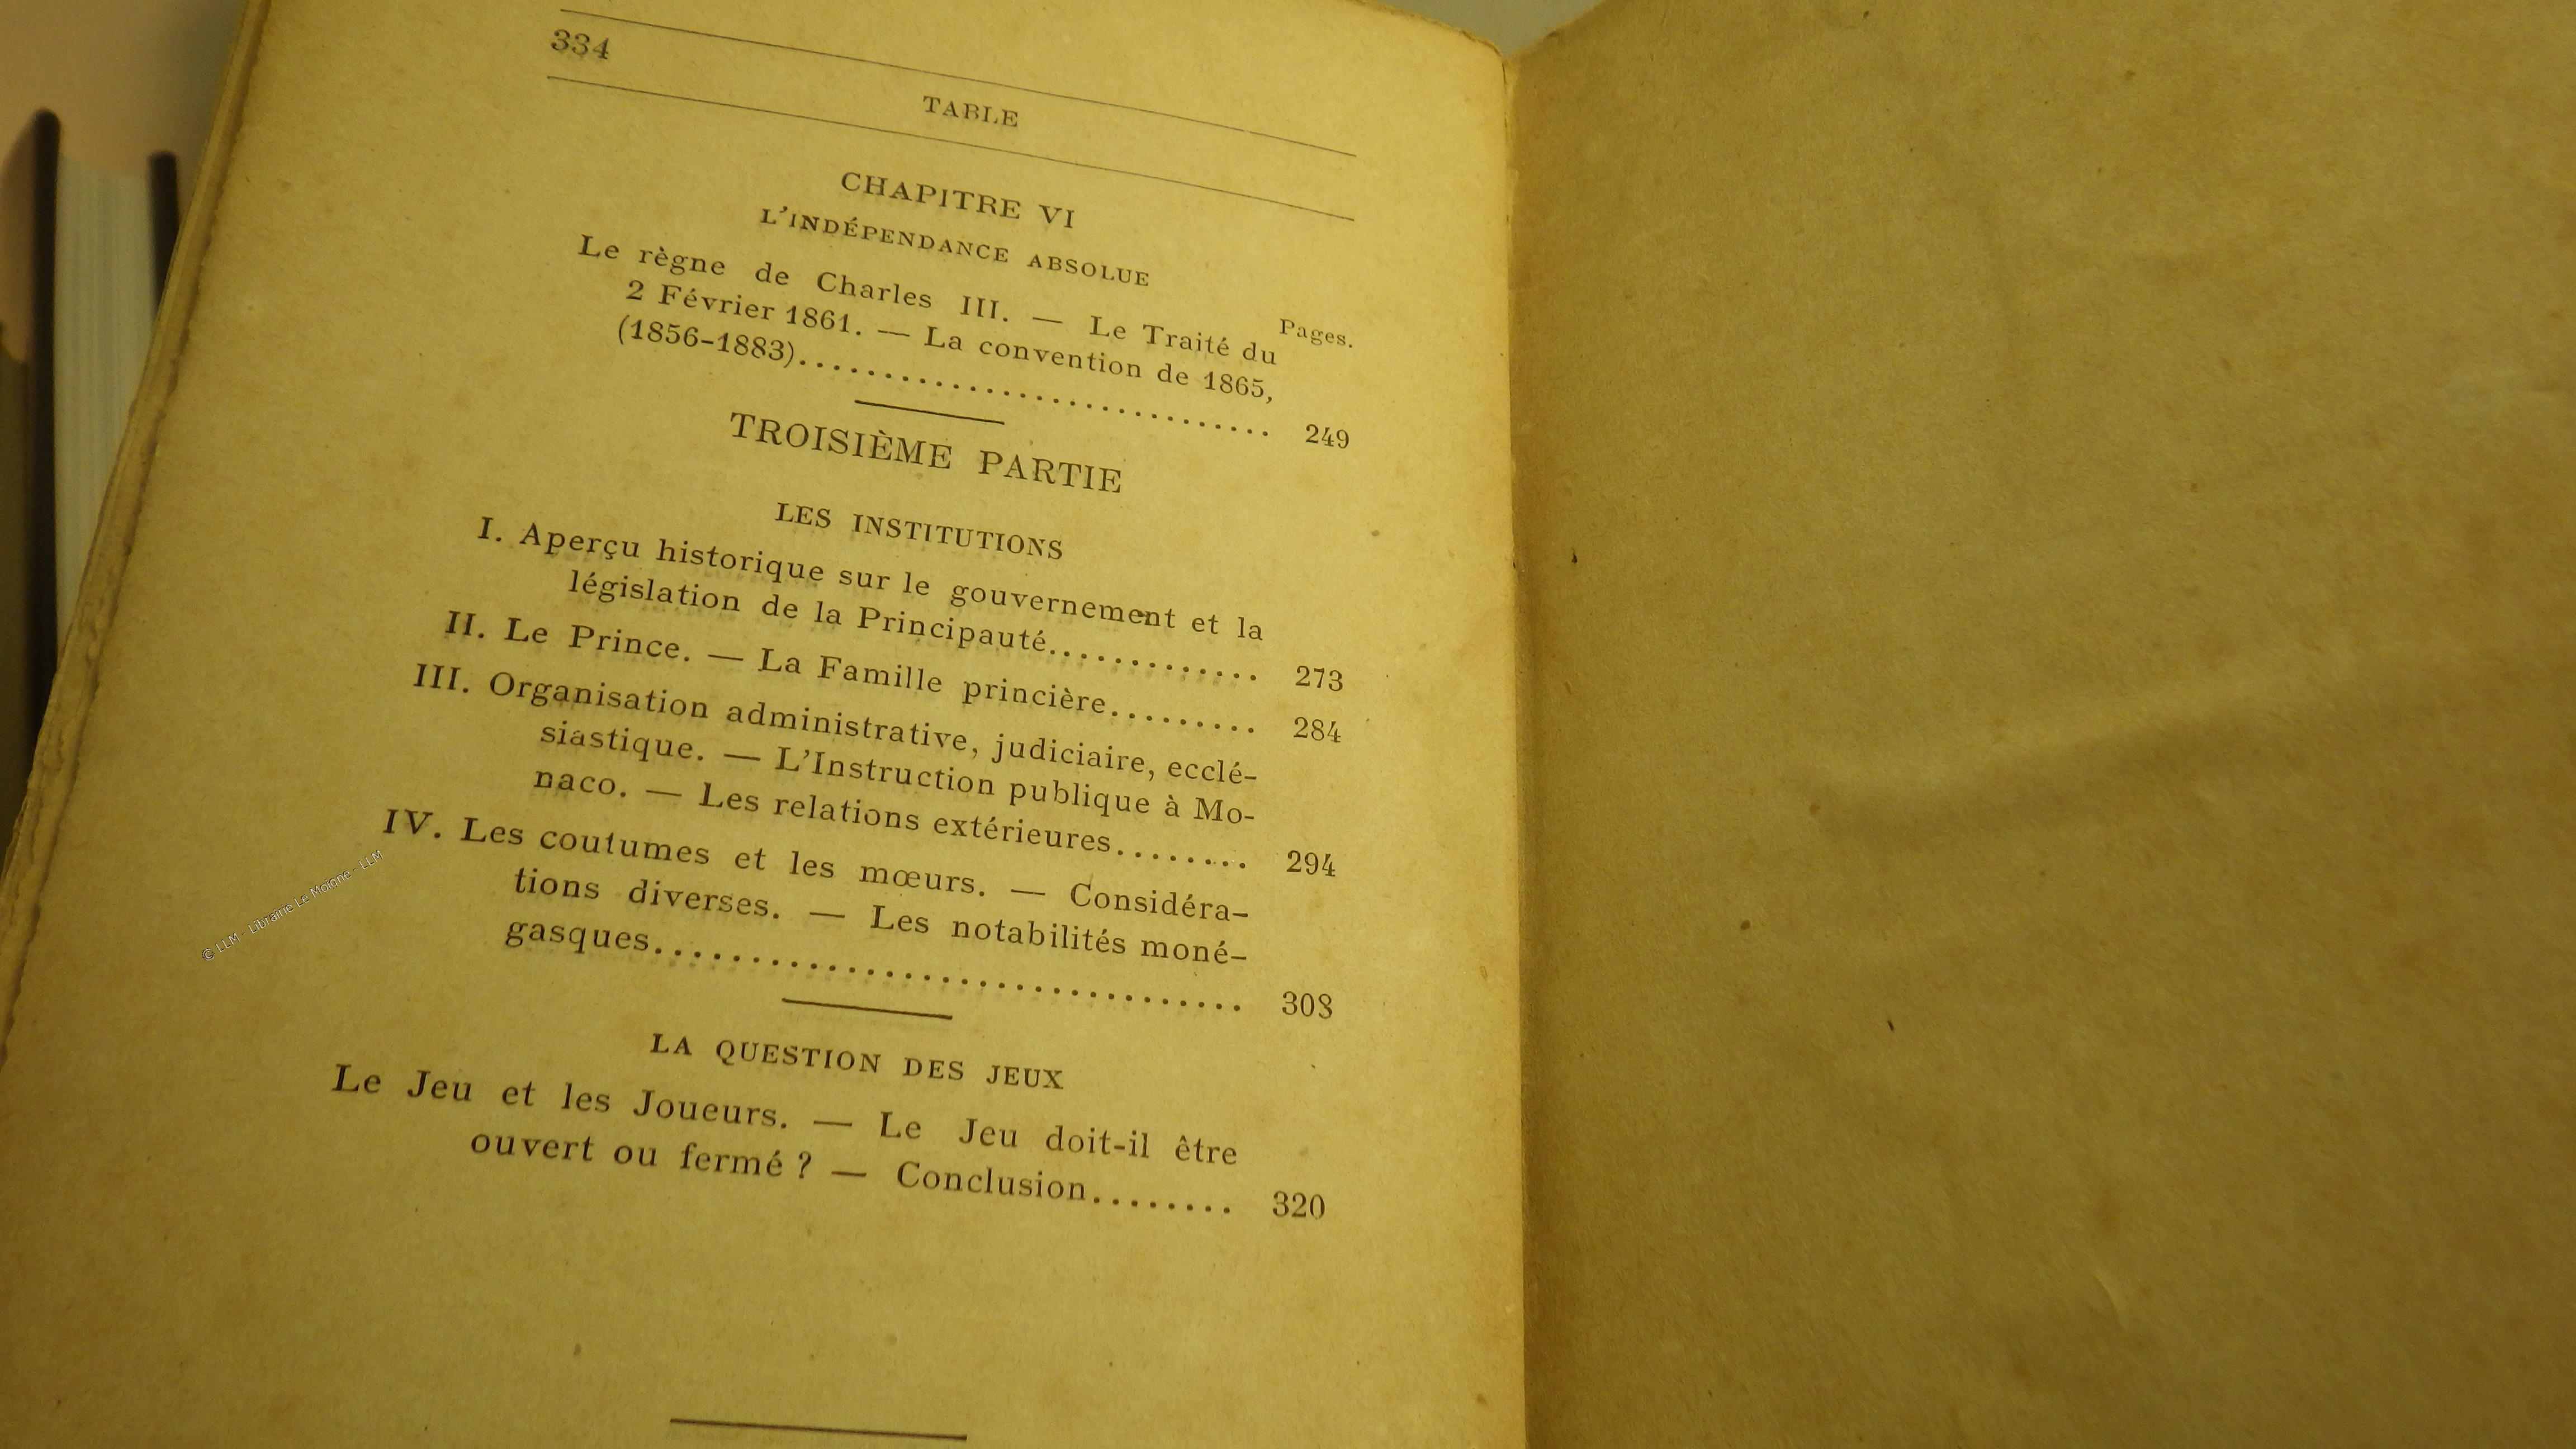 334
TABLE
CHAPITRE VI
L'INDÉPENDANCE ABSOLUE
Pages.
Le règne de Charles III. — Le Traité du
2 Février 1861. — La convention de 1865,
(1856-1883)........................... 249
TROISIÈME PARTIE
LES INSTITUTIONS
I. Aperçu historique sur le gouvernement et la
législation de la Principauté............. 273
II. Le Prince. — La Famille princière......... 284
III. Organisation administrative, judiciaire, ecclé-
siastique. — L'Instruction publique à Mo-
naco. — Les relations extérieures........ 294
IV. Les coutumes et les mœurs. — Considéra-
tions diverses. — Les notabilités moné-
gasques............................... 308
LA QUESTION DES JEUX
Le Jeu et les Joueurs. — Le Jeu doit-il être
ouvert ou fermé ? — Conclusion........ 320
© LLM - Librairie Le Moigne - LLM